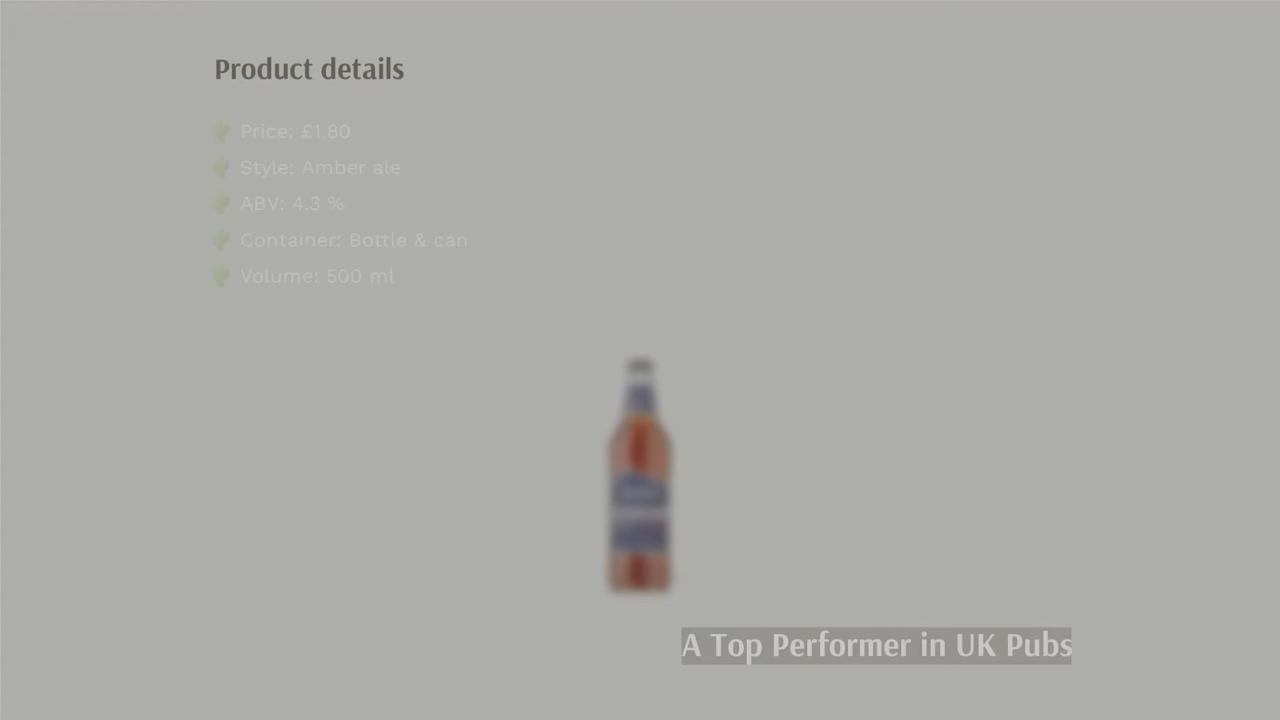 Product details
Price: £1.80
Style: Amber ale
ABV: 4.3 %
Container: Bottle & can
Volume: 500 ml
A Top Performer in UK Pubs